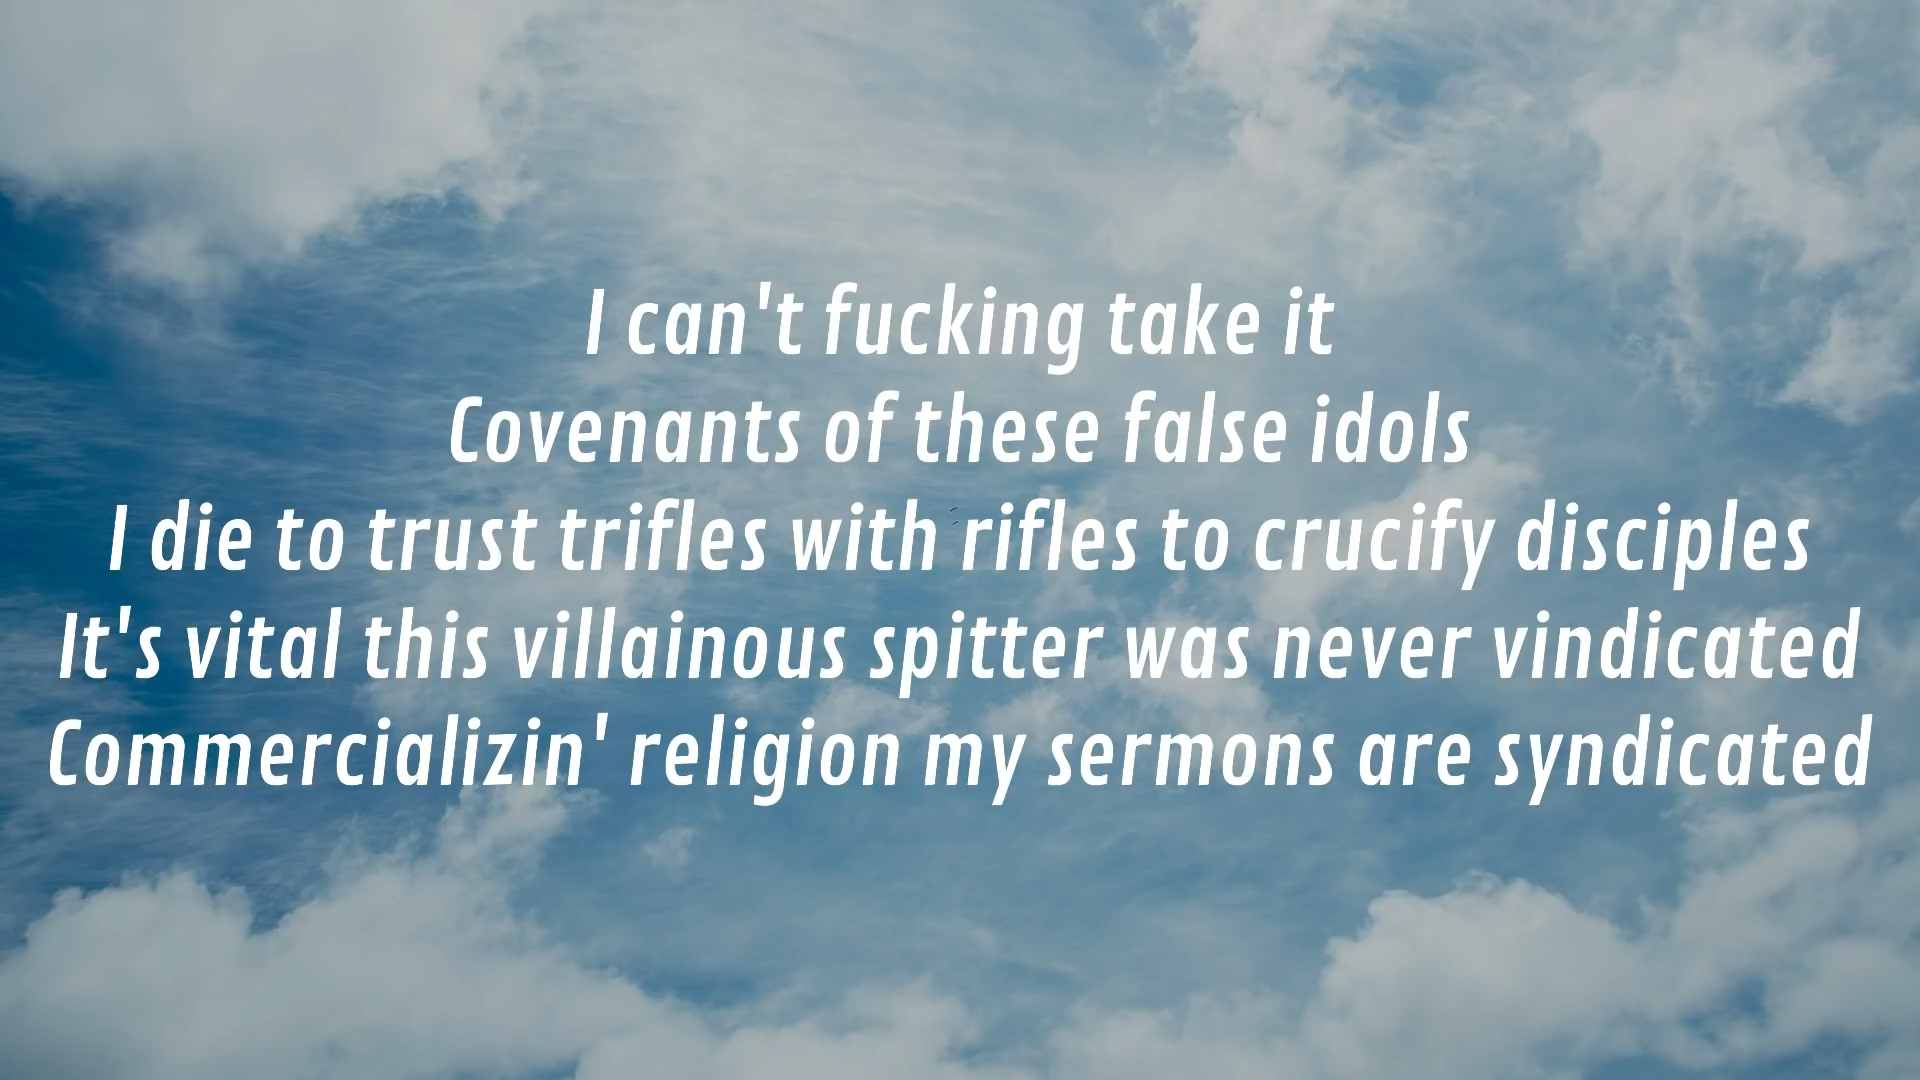 I can't fucking take it
Covenants of these false idols
I die to trust trifles with rifles to crucify disciples
It's vital this villainous spitter was never vindicated
Commercializin' religion my sermons are syndicated